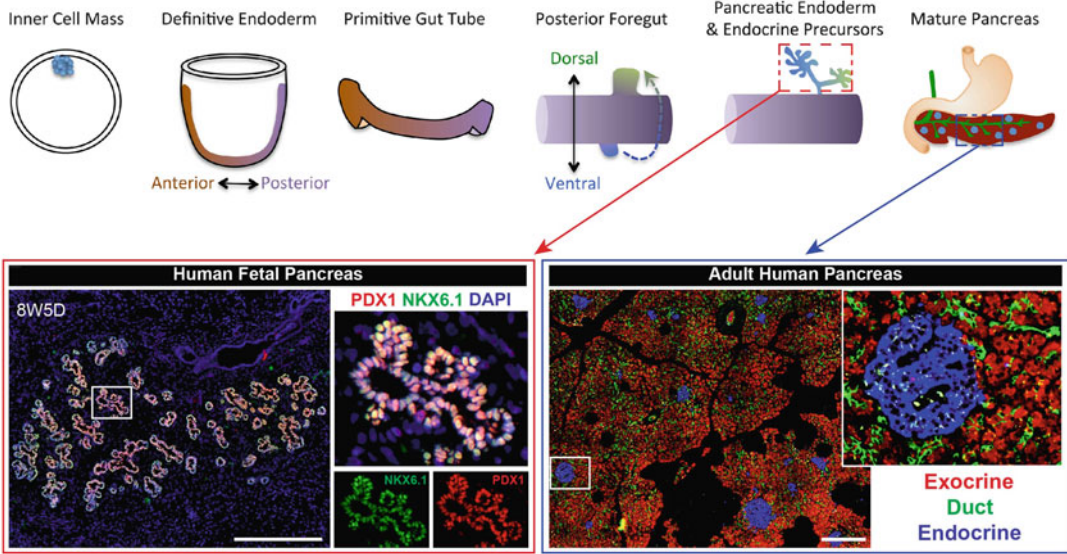 Inner Cell Mass
Definitive Endoderm
Primitive Gut Tube
Posterior Foregut
Pancreatic Endoderm
& Endocrine Precursors
Mature Pancreas
Dorsal
Ventral
Anterior
Posterior
Human Fetal Pancreas
8W5D
PDX1 NKX6.1 DAPI
NKX6.1
PDX1
Adult Human Pancreas
Exocrine
Duct
Endocrine